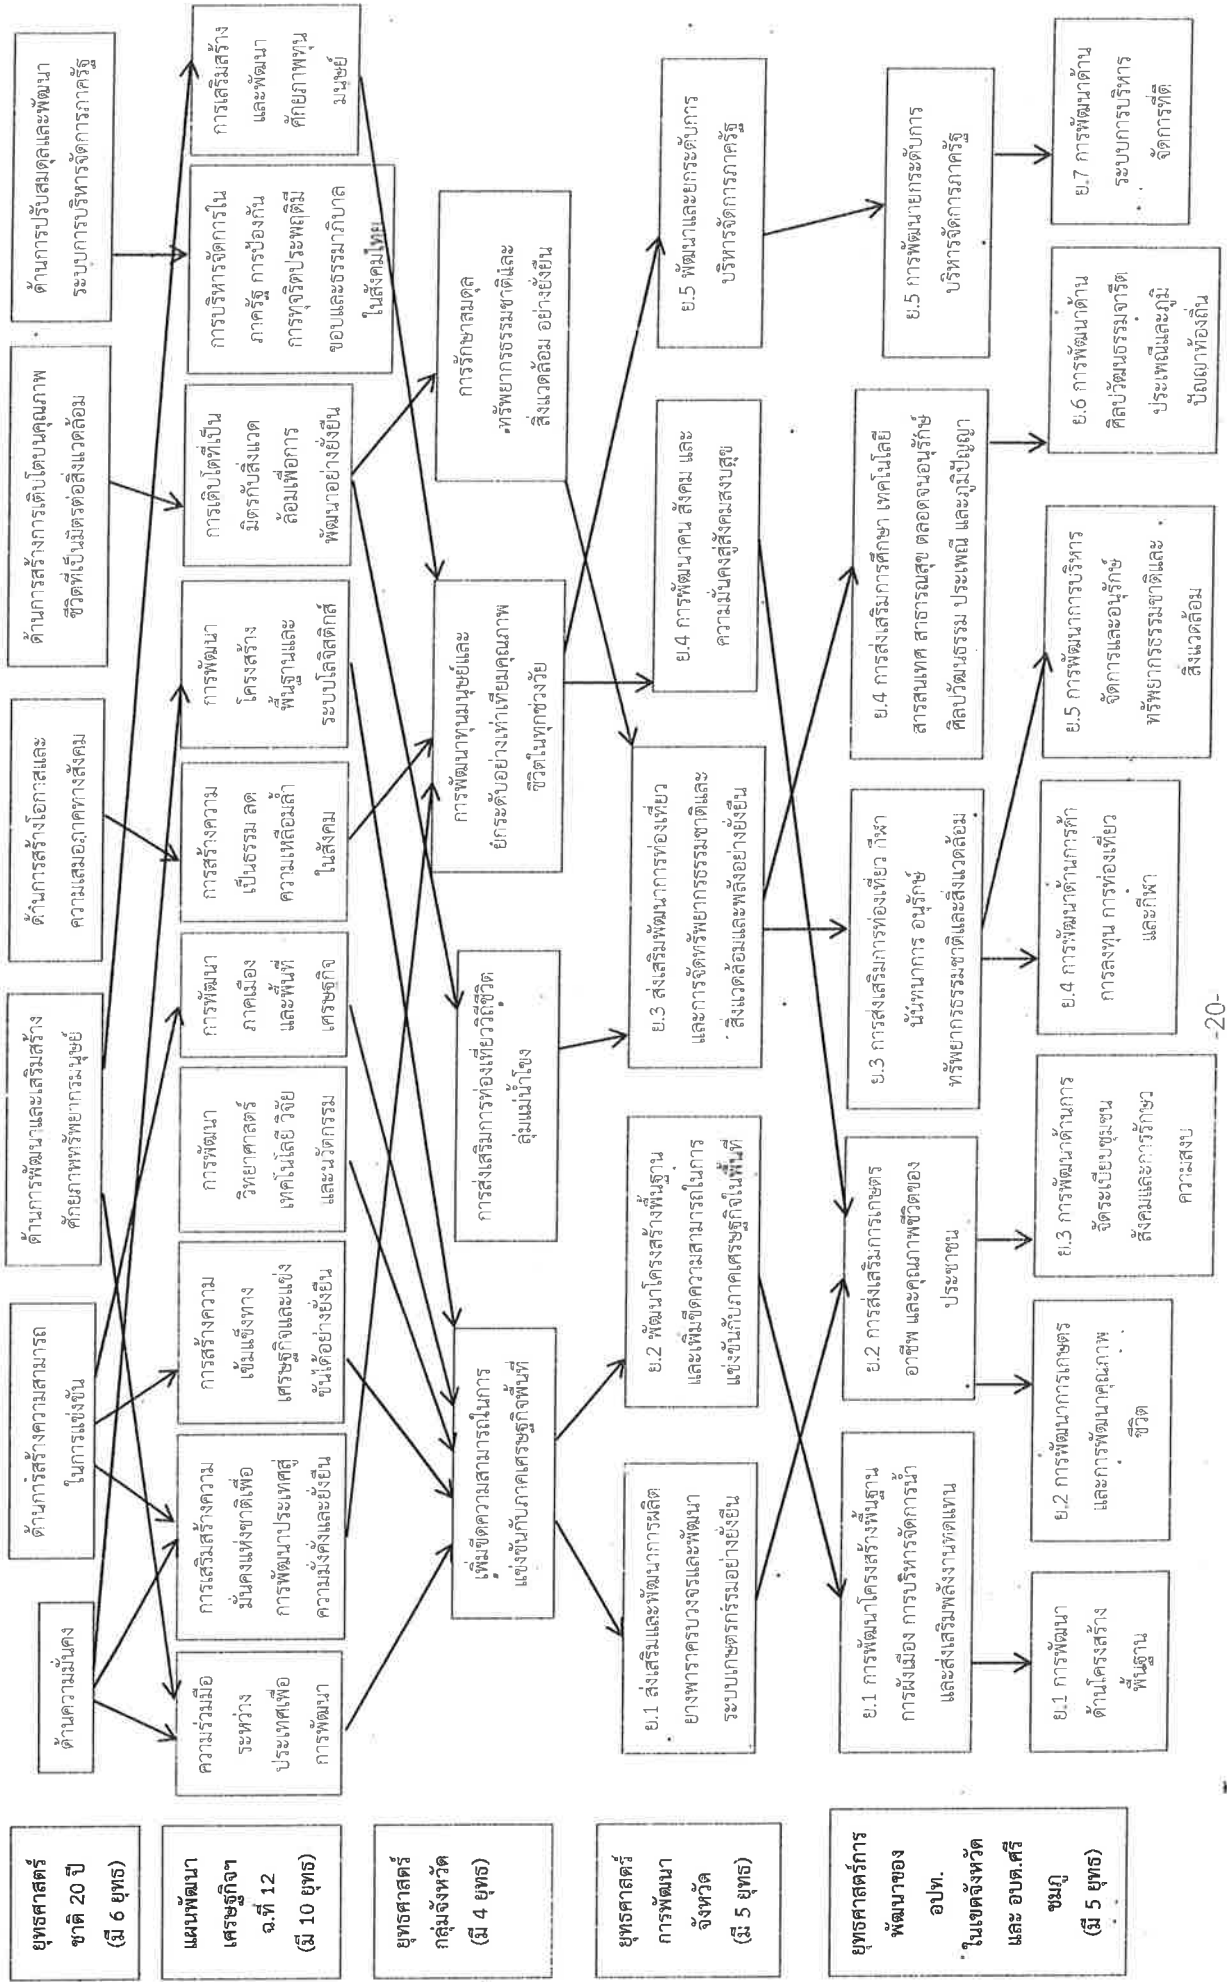 ยุทธศาสตร์
ชาติ 20 ปี
(มี 6 ยุทธ)
ด้านความมั่นคง
ด้านการสร้างความสามารถ
ในการแข่งขัน
ด้านการพัฒนาและเสริมสร้าง
ศักยภาพทรัพยากรมนุษย์
ด้านการสร้างโอกาสและ
ความเสมอภาคทางสังคม
ด้านการสร้างการเติบโตบนคุณภาพ
ชีวิตที่เป็นมิตรต่อสิ่งแวดล้อม
ด้านการปรับสมดุลและพัฒนา
ระบบการบริหารจัดการภาครัฐ
แผนพัฒนา
เศรษฐกิจฯ
ฉ.ที่ 12
(มี 10 ยุทธ)
ความร่วมมือ
ระหว่าง
ประเทศเพื่อ
การพัฒนา
การเสริมสร้างความ
มั่นคงแห่งชาติเพื่อ
การพัฒนาประเทศสู่
ความมั่งคั่งและยั่งยืน
การสร้างความ
เข้มแข็งทาง
เศรษฐกิจและแข่ง
ขันได้อย่างยั่งยืน
การพัฒนา
วิทยาศาสตร์
เทคโนโลยี วิจัย
และนวัตกรรม
การพัฒนา
ภาคเมือง
และพื้นที่
เศรษฐกิจ
การสร้างความ
เป็นธรรม ลด
ความเหลื่อมล้ำ
ในสังคม
การพัฒนา
โครงสร้าง
พื้นฐานและ
ระบบโลจิสติกส์
การเติบโตที่เป็น
มิตรกับสิ่งแวด
ล้อมเพื่อการ
พัฒนาอย่างยั่งยืน
การบริหารจัดการใน
ภาครัฐ การป้องกัน
การทุจริตประพฤติมิ
ชอบและธรรมาภิบาล
ในสังคมไทย
การเสริมสร้าง
และพัฒนา
ศักยภาพทุน
มนุษย์
ยุทธศาสตร์
กลุ่มจังหวัด
(มี 4 ยุทธ)
เพิ่มขีดความสามารถในการ
แข่งขันกับภาคเศรษฐกิจพื้นที่
การส่งเสริมการท่องเที่ยววิถีชีวิต
ลุ่มแม่น้ำโขง
การพัฒนาทุนมนุษย์และ
ยกระดับอย่างเท่าเทียมคุณภาพ
ชีวิตในทุกช่วงวัย
การรักษาสมดุล
ทรัพยากรธรรมชาติและ
สิ่งแวดล้อม อย่างยั่งยืน
ยุทธศาสตร์
การพัฒนา
จังหวัด
(มี 5 ยุทธ)
ย.1 ส่งเสริมและพัฒนาการผลิต
ยางพาราครบวงจรและพัฒนา
ระบบเกษตรกรรมอย่างยั่งยืน
ย.2 พัฒนาโครงสร้างพื้นฐาน
และเพิ่มขีดความสามารถในการ
แข่งขันกับภาคเศรษฐกิจในพื้นที่
ย.3 ส่งเสริมพัฒนาการท่องเที่ยว
และการจัดทรัพยากรธรรมชาติและ
สิ่งแวดล้อมและพลังอย่างยั่งยืน
ย.4 การพัฒนาคน สังคม และ
ความมั่นคงสู่สังคมสงบสุข
ย.5 พัฒนาและยกระดับการ
บริหารจัดการภาครัฐ
ยุทธศาสตร์การ
พัฒนาของ
อปท.
ในเขตจังหวัด
และ อบต.ศรี
ชมภู
(มี 5 ยุทธ)
ย.1 การพัฒนาโครงสร้างพื้นฐาน
การผังเมือง การบริหารจัดการน้ำ
และส่งเสริมพลังงานทดแทน
ย.2 การส่งเสริมการเกษตร
อาชีพ และคุณภาพชีวิตของ
ประชาชน
ย.3 การส่งเสริมการท่องเที่ยว กีฬา
นันทนาการ อนุรักษ์
ทรัพยากรธรรมชาติและสิ่งแวดล้อม
ย.4 การส่งเสริมการศึกษา เทคโนโลยี
สารสนเทศ สาธารณสุข ตลอดจนอนุรักษ์
ศิลปวัฒนธรรม ประเพณี และภูมิปัญญา
ย.5 การพัฒนายกระดับการ
บริหารจัดการภาครัฐ
ย.1 การพัฒนา
ด้านโครงสร้าง
พื้นฐาน
ย.2 การพัฒนาการเกษตร
และการพัฒนาคุณภาพ
ชีวิต
ย.3 การพัฒนาด้านการ
จัดระเบียบชุมชน
สังคมและการรักษา
ความสงบ
ย.4 การพัฒนาด้านการค้า
การลงทุน การท่องเที่ยว
และกีฬา
ย.5 การพัฒนาการบริหาร
จัดการและอนุรักษ์
ทรัพยากรธรรมชาติและ
สิ่งแวดล้อม
ย.6 การพัฒนาด้าน
ศิลปวัฒนธรรมจารีต
ประเพณีและภูมิ
ปัญญาท้องถิ่น
ย.7 การพัฒนาด้าน
ระบบการบริหาร
จัดการที่ดี
-20-